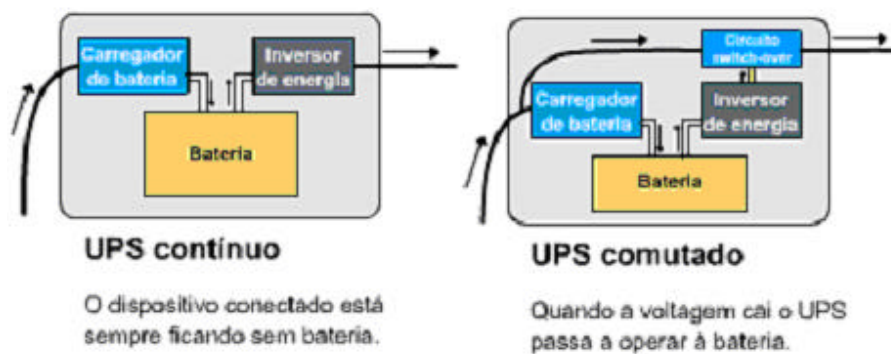 Carregador
de bateria
Inversor
de energia
Bateria
UPS contínuo
O dispositivo conectado está
sempre ficando sem bateria.
Circuito
switch-over
Carregador
de bateria
Inversor
de energia
Bateria
UPS comutado
Quando a voltagem cai o UPS
passa a operar à bateria.